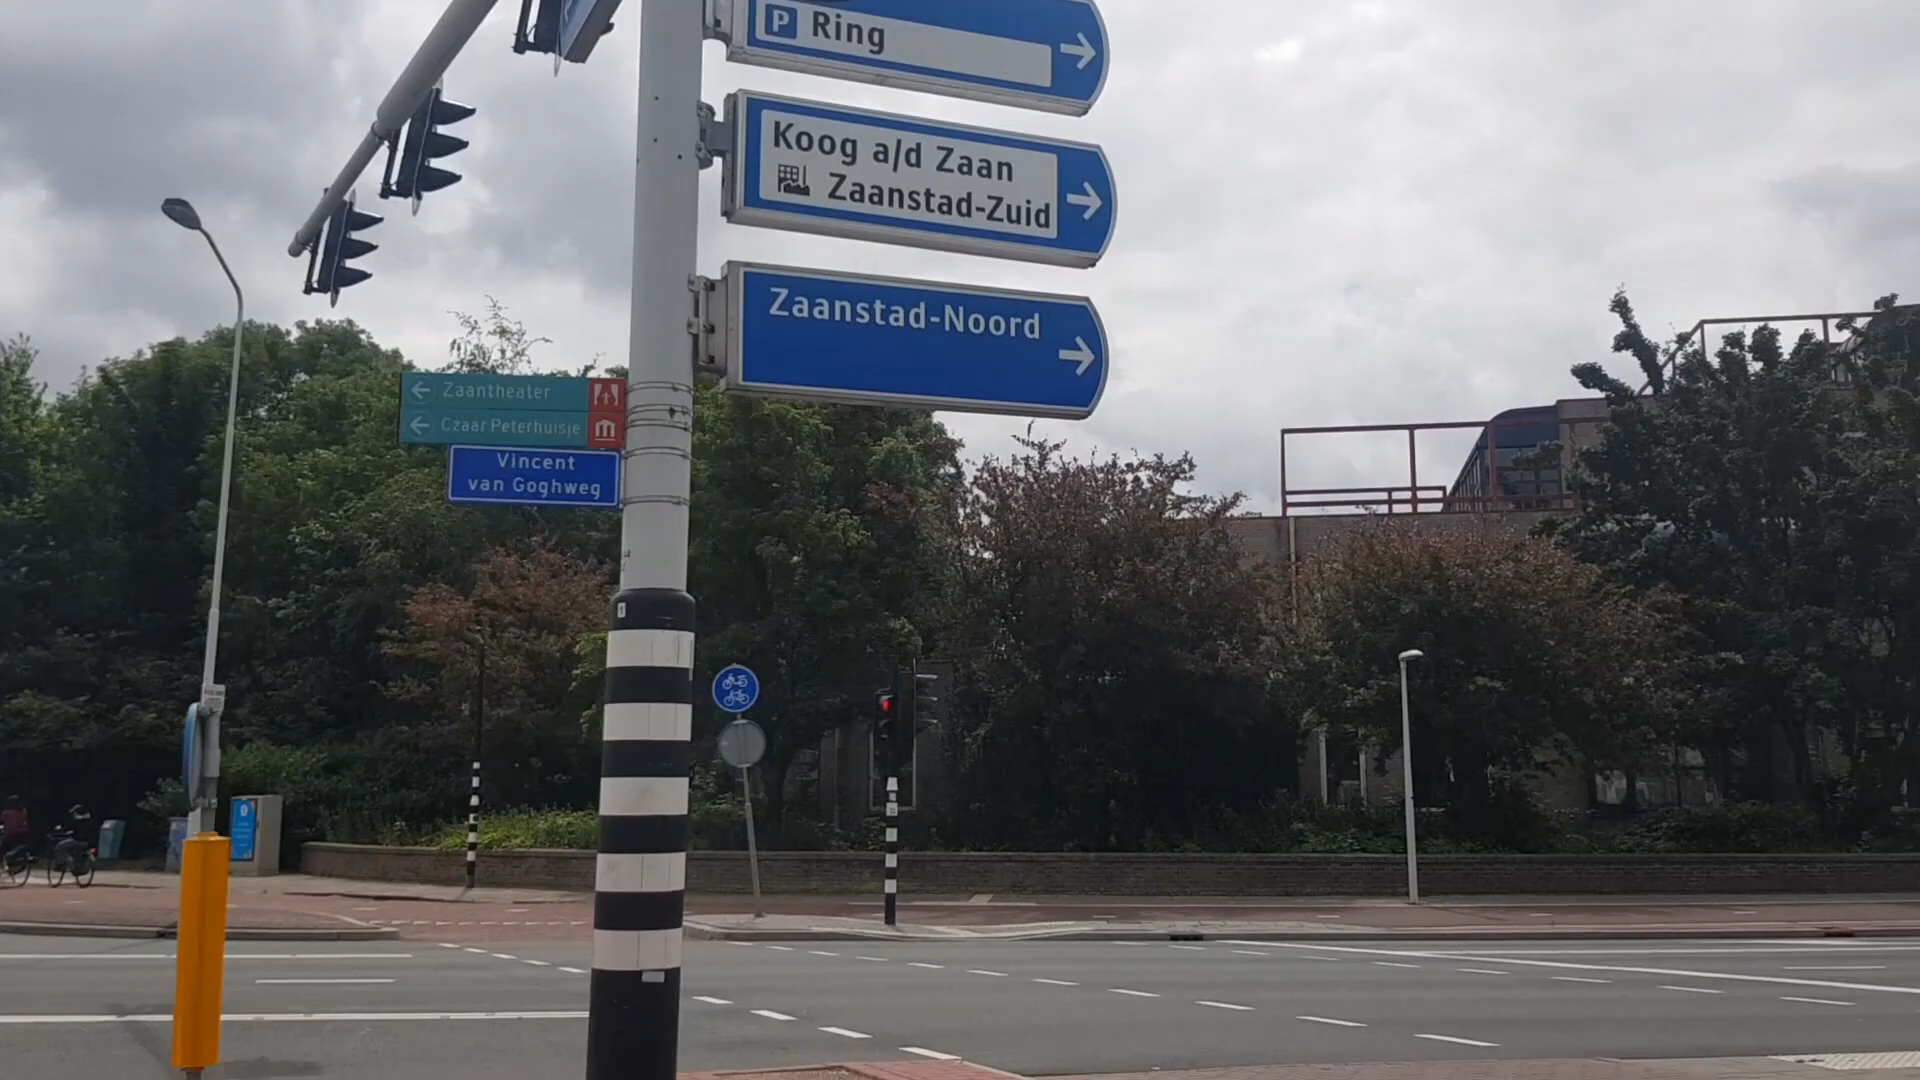 P Ring
Koog a/d Zaan
Zaanstad-Zuid
Zaanstad-Noord
Zaantheater
Czaar Peterhuisje
Vincent
van Goghweg